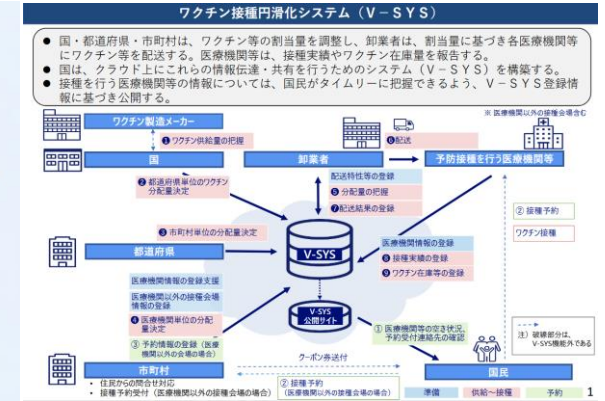 ワクチン接種円滑化システム（Ｖ－ＳＹＳ）
● 国・都道府県・市町村は、ワクチン等の割当量を調整し、卸業者は、割当量に基づき各医療機関等
にワクチン等を配送する。医療機関等は、接種実績やワクチン在庫量を報告する。
● 国は、クラウド上にこれらの情報伝達・共有を行うためのシステム（Ｖ－ＳＹＳ）を構築する。
● 接種を行う医療機関等の情報については、国民がタイムリーに把握できるよう、Ｖ－ＳＹＳ登録情
報に基づき公開する。
※ 医療機関以外の接種会場含む
ワクチン製造メーカー
❶ワクチン供給量の把握
❻配送
国
卸業者
予防接種を行う医療機関等
❷都道府県単位のワクチン
分配量決定
配送特性等の登録
❺分配量の把握
❼配送結果の登録
②接種予約
ワクチン接種
❸市町村単位の分配量決定
都道府県
V-SYS
医療機関情報の登録
❽接種実績の登録
❾ワクチン在庫等の登録
医療機関情報の登録支援
医療機関以外の接種会場
情報の登録
❹医療機関単位の分配
量決定
③予約情報の登録（医療
機関以外の会場の場合）
V-SYS
公開サイト
①医療機関等の空き状況、
予約受付連絡先の確認
注）破線部分は、
V-SYS機能外である
クーポン券送付
市町村
国民
・ 住民からの問合せ対応
・ 接種予約受付（医療機関以外の接種会場の場合）
②接種予約
（医療機関以外の接種会場の場合）
準備
供給～接種
予約
1